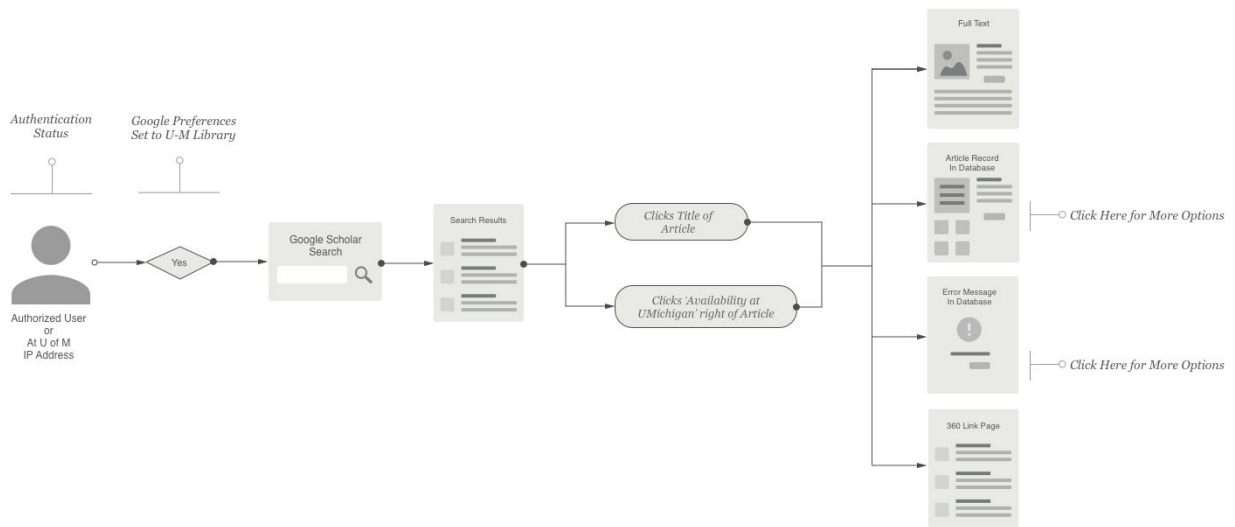 Authentication
Status
Google Preferences
Set to U-M Library
Authorized User
or
At U of M
IP Address
Yes
Google Scholar
Search
Search Results
Clicks Title of
Article
Clicks ‘Availability at
UMichigan’ right of Article
Full Text
Article Record
In Database
Click Here for More Options
Error Message
In Database
Click Here for More Options
360 Link Page